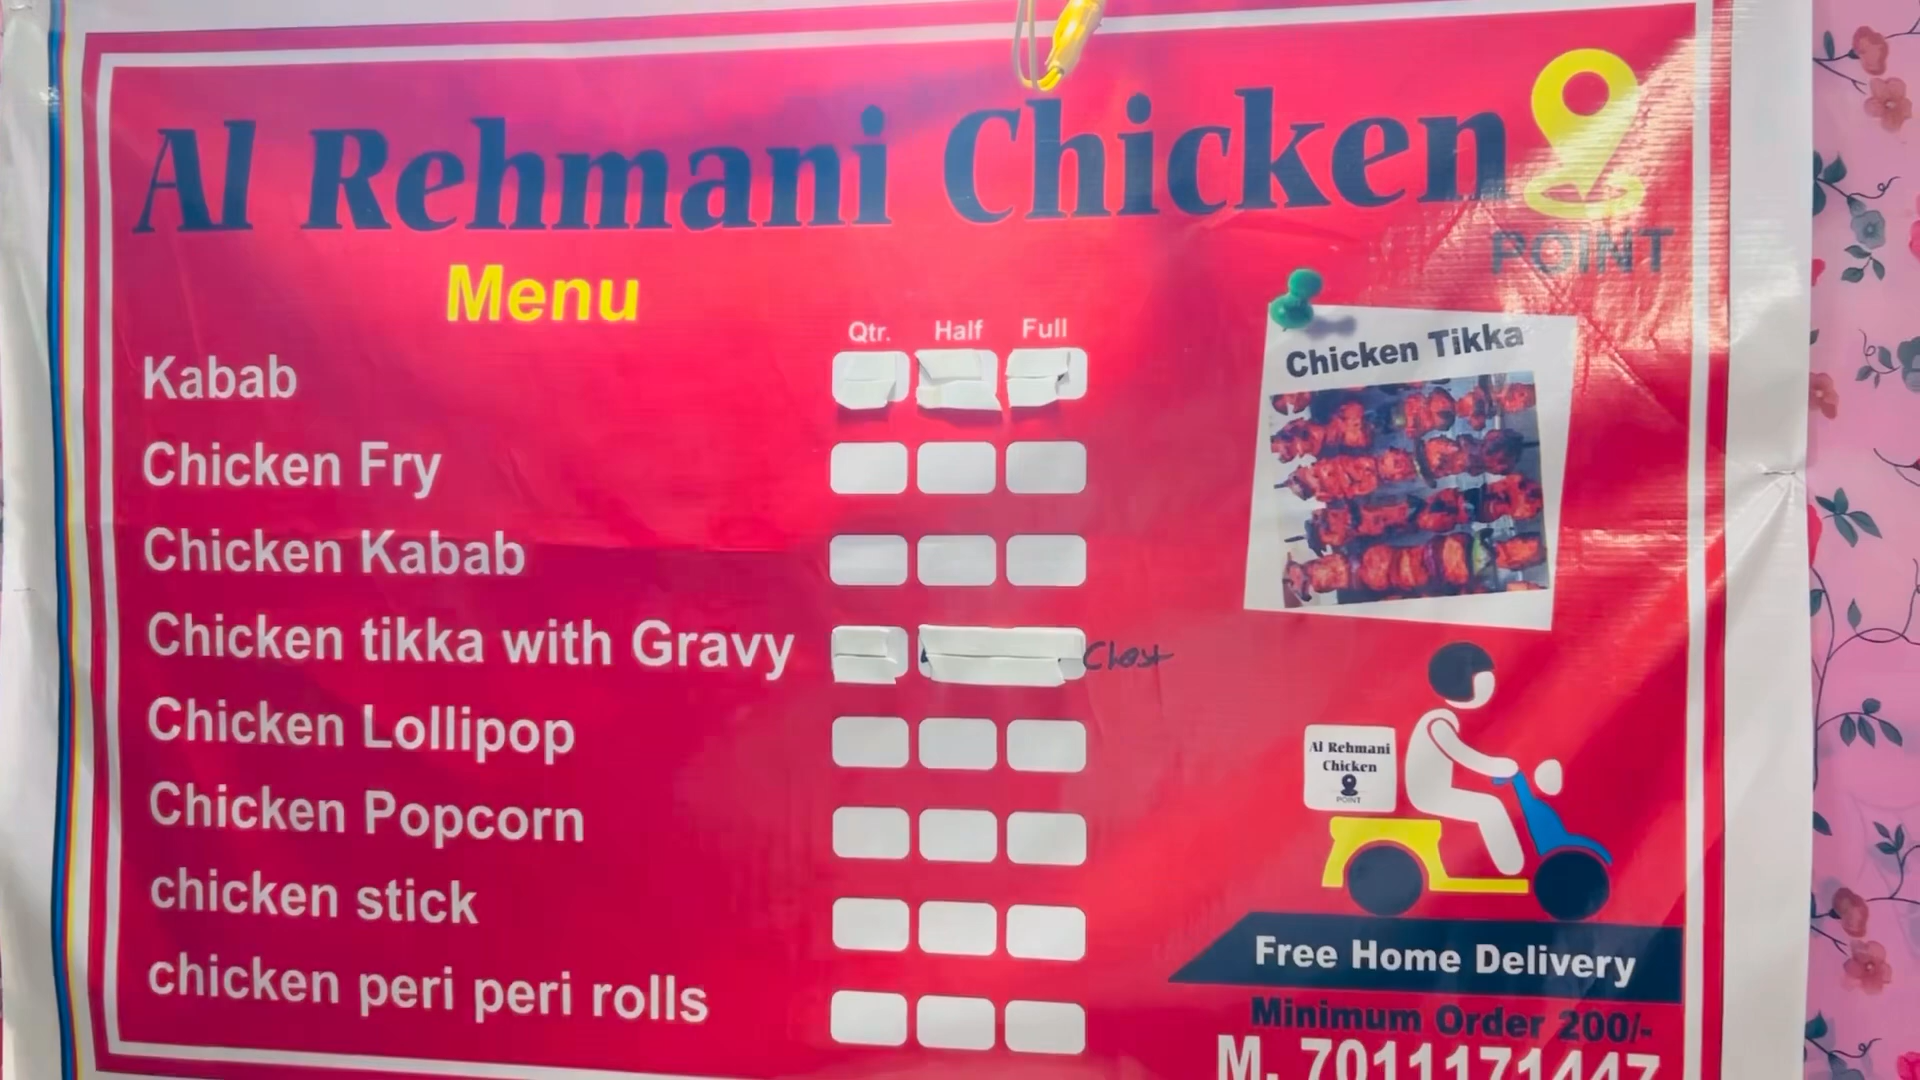 Al Rehmani Chicken
POINT
Menu
Qtr. Half Full
Kabab
Chicken Fry
Chicken Kabab
Chicken tikka with Gravy
Chest
Chicken Lollipop
Chicken Popcorn
chicken stick
chicken peri peri rolls
Chicken Tikka
Al Rehmani
Chicken
POINT
Free Home Delivery
Minimum Order 200/-
M. 7011171447